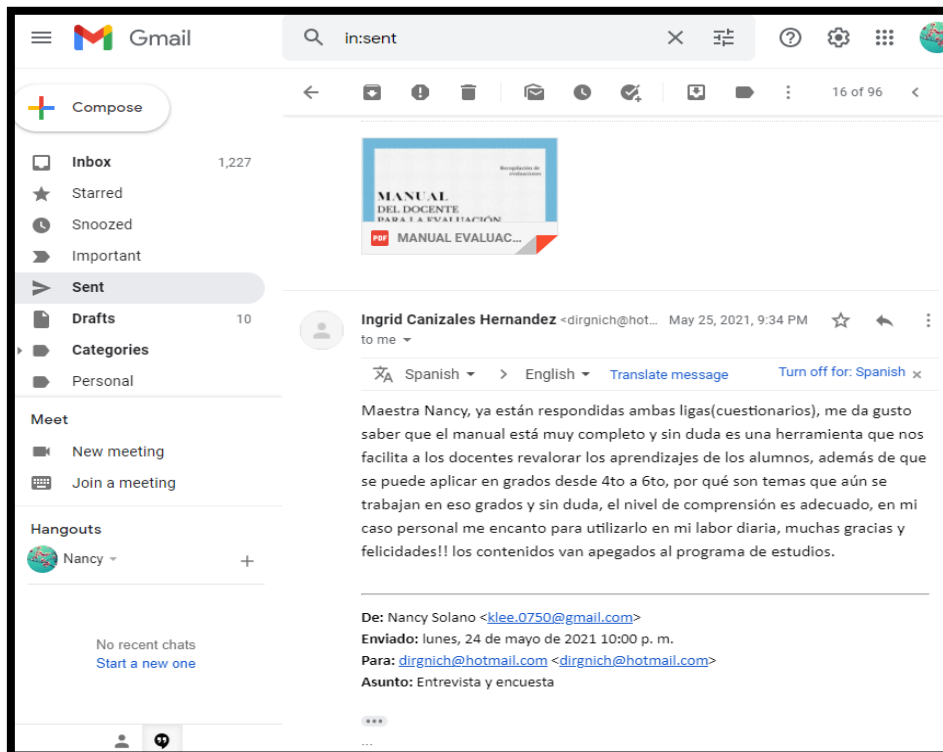 Gmail
in:sent
Compose
16 of 96
Inbox 1,227
Starred
Snoozed
Important
Sent
Drafts 10
Categories
Personal
Meet
New meeting
Join a meeting
Hangouts
Nancy
No recent chats
Start a new one
Recopilación de
evaluaciones
MANUAL
DEL DOCENTE
PARA LA EVALUACIÓN
PDF MANUAL EVALUAC...
Ingrid Canizales Hernandez <dirgnich@hot... May 25, 2021, 9:34 PM
to me
Spanish > English Translate message Turn off for: Spanish ×
Maestra Nancy, ya están respondidas ambas ligas(cuestionarios), me da gusto
saber que el manual está muy completo y sin duda es una herramienta que nos
facilita a los docentes revalorar los aprendizajes de los alumnos, además de que
se puede aplicar en grados desde 4to a 6to, por qué son temas que aún se
trabajan en eso grados y sin duda, el nivel de comprensión es adecuado, en mi
caso personal me encanto para utilizarlo en mi labor diaria, muchas gracias y
felicidades!! los contenidos van apegados al programa de estudios.
De: Nancy Solano <klee.0750@gmail.com>
Enviado: lunes, 24 de mayo de 2021 10:00 p. m.
Para: dirgnich@hotmail.com <dirgnich@hotmail.com>
Asunto: Entrevista y encuesta
...